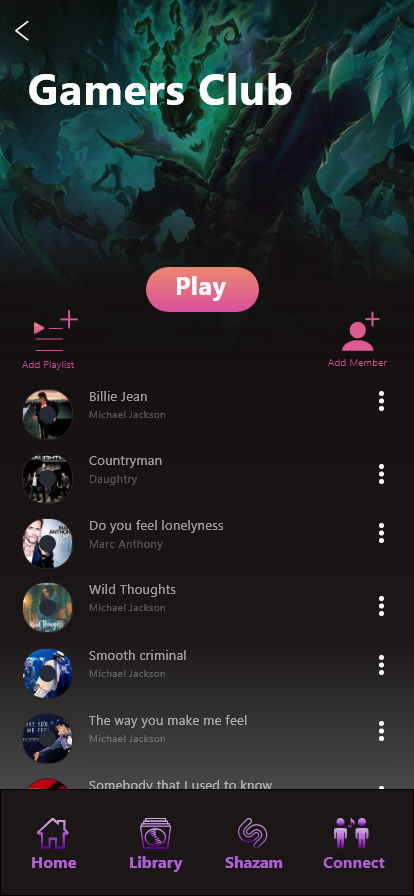 Gamers Club
Play
Add Playlist
Add Member
Billie Jean
Michael Jackson
Countryman
Daughtry
Do you feel lonelyness
Marc Anthony
Wild Thoughts
Michael Jackson
Smooth criminal
Michael Jackson
The way you make me feel
Michael Jackson
Somebody that I used to know
Home
Library
Shazam
Connect